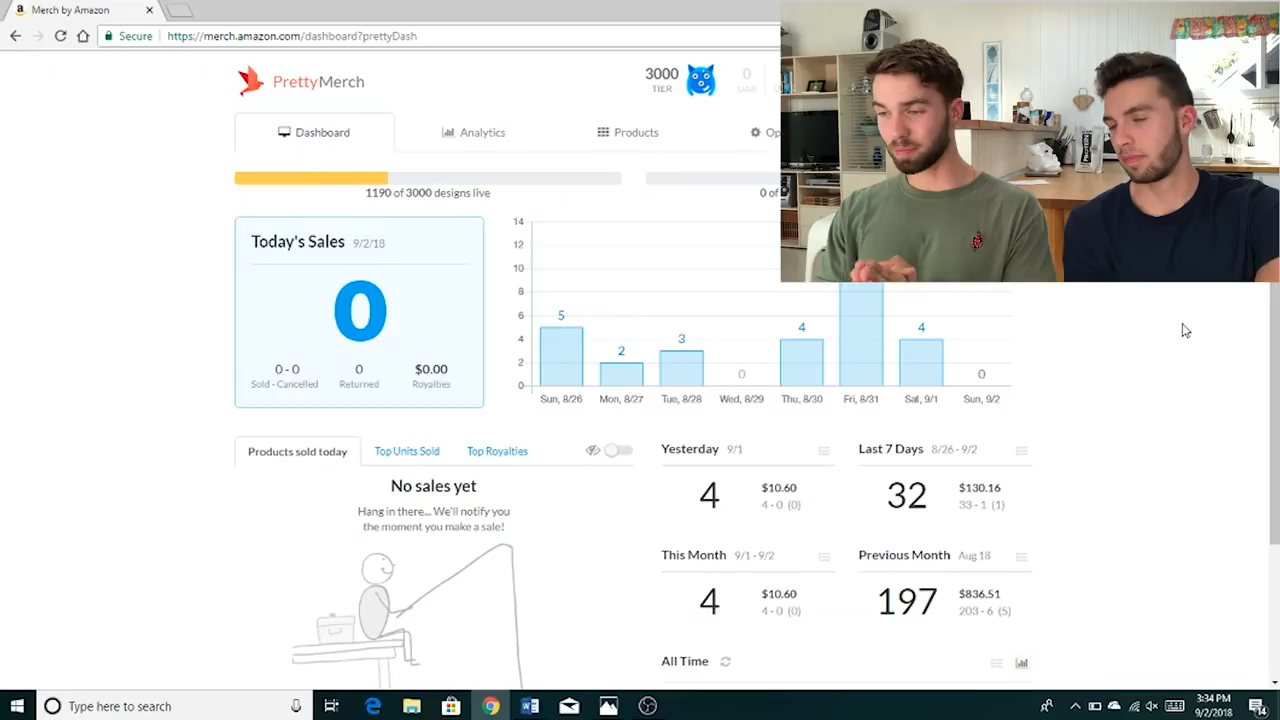 Merch by Amazon
Secure https://merch.amazon.com/dashboard?prettyDash
PrettyMerch
3000
TIER
0
UAR
Dashboard
Analytics
Products
Op
1190 of 3000 designs live
0 of
Today's Sales 9/2/18
0
0 - 0
Sold - Cancelled
0
Returned
$0.00
Royalties
14
12
10
8
6
4
2
0
5
2
3
0
4
4
0
Sun, 8/26
Mon, 8/27
Tue, 8/28
Wed, 8/29
Thu, 8/30
Fri, 8/31
Sat, 9/1
Sun, 9/2
Products sold today
Top Units Sold
Top Royalties
No sales yet
Hang in there... We'll notify you
the moment you make a sale!
Yesterday 9/1
4
$10.60
4 - 0 (0)
Last 7 Days 8/26 - 9/2
32
$130.16
33 - 1 (1)
This Month 9/1 - 9/2
4
$10.60
4 - 0 (0)
Previous Month Aug 18
197
$836.51
203 - 6 (5)
All Time
Type here to search
3:34 PM
9/2/2018
14
PROTEIN